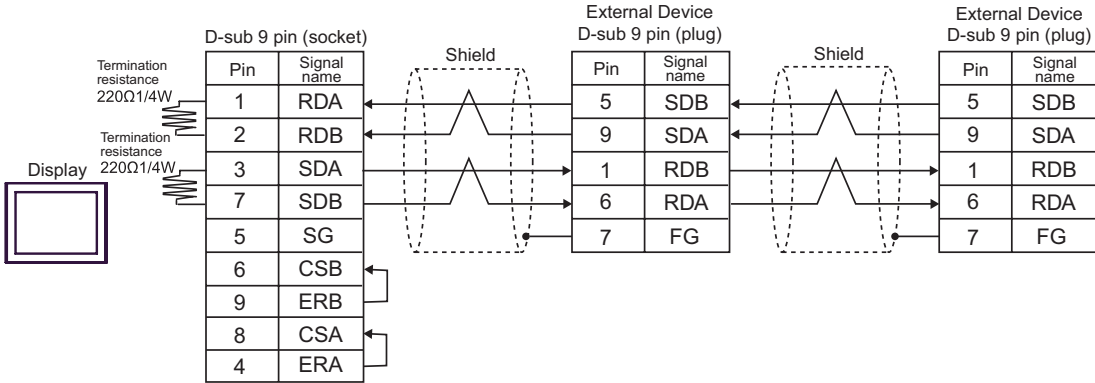 External Device
D-sub 9 pin (plug)
External Device
D-sub 9 pin (plug)
D-sub 9 pin (socket)
Shield
Shield
Termination
resistance
220Ω1/4W
Termination
resistance
220Ω1/4W
Display
Pin Signal name
1 RDA
2 RDB
3 SDA
7 SDB
5 SG
6 CSB
9 ERB
8 CSA
4 ERA
Pin Signal name
5 SDB
9 SDA
1 RDB
6 RDA
7 FG
Pin Signal name
5 SDB
9 SDA
1 RDB
6 RDA
7 FG